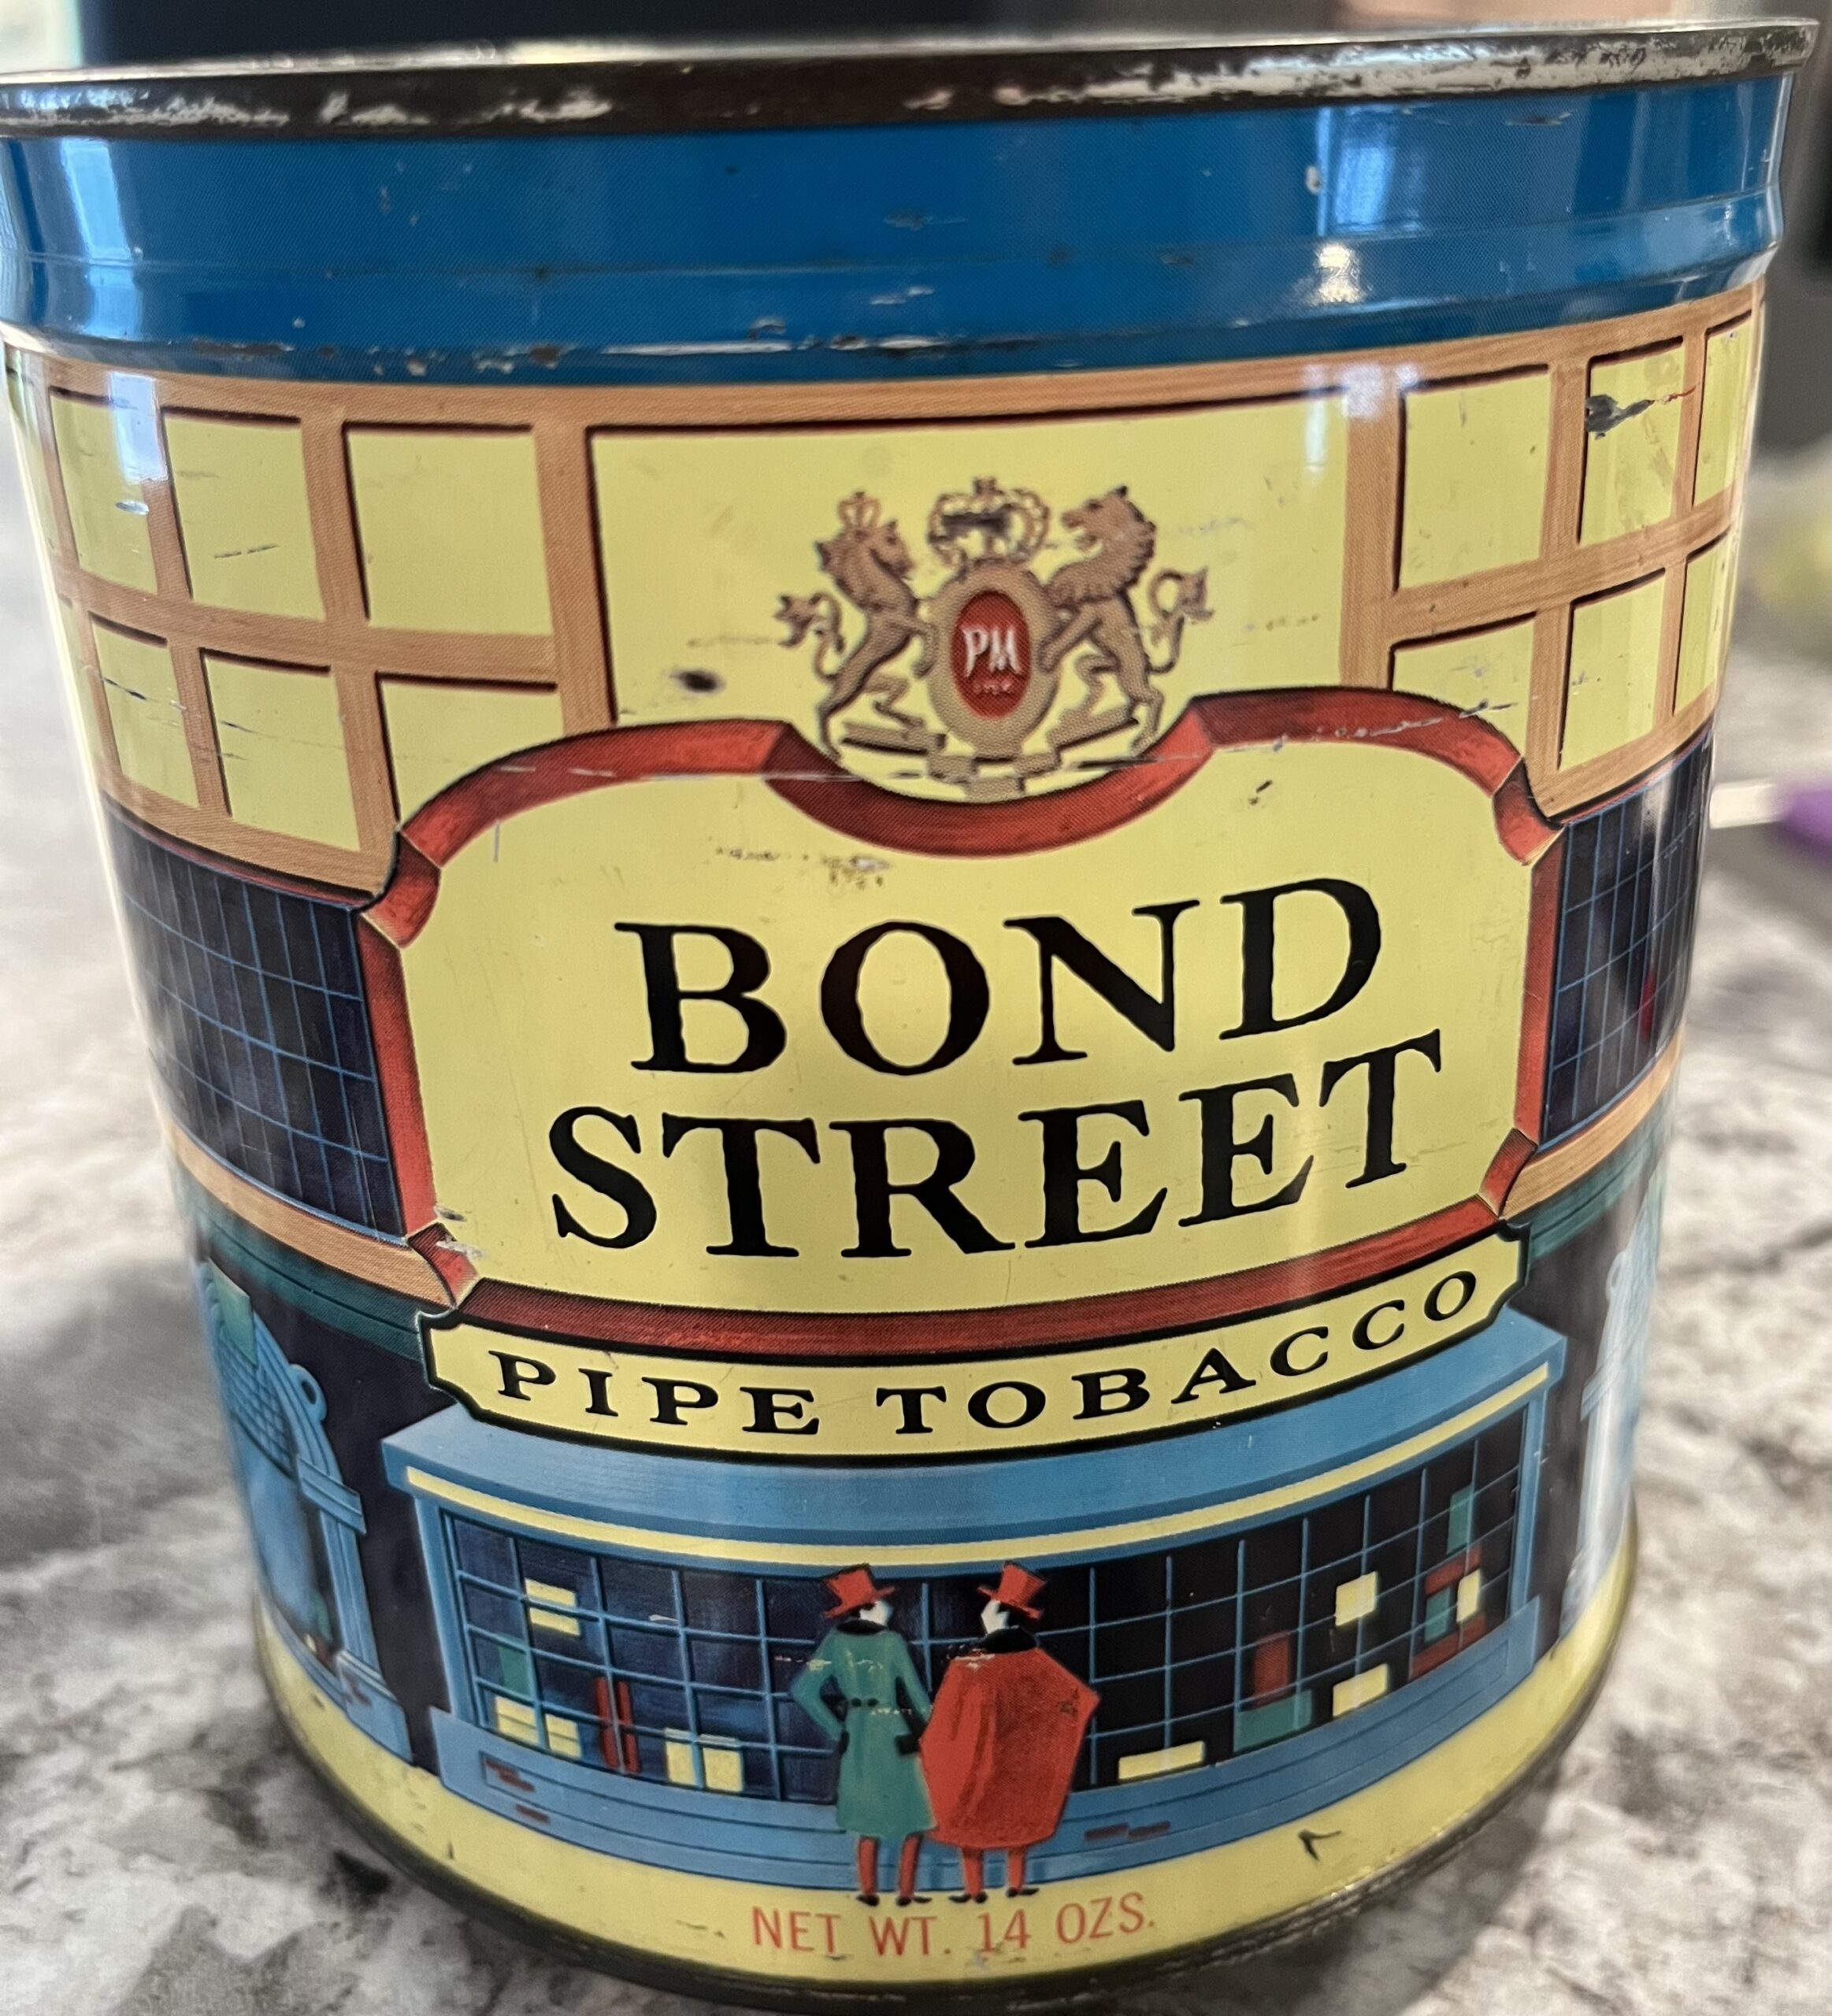 PM
BOND
STREET
PIPE TOBACCO
NET WT. 14 OZS.